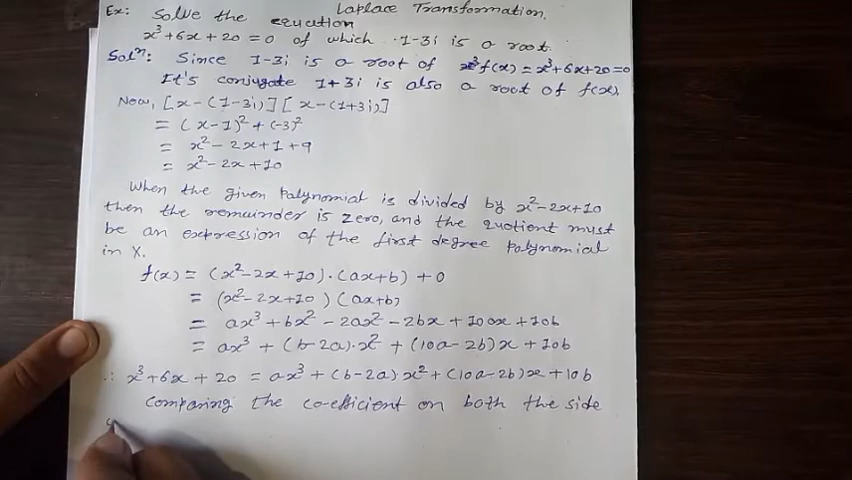 Laplace Transformation.
Ex: Solve the equation
x³+6x+20=0 of which 1-3i is a root.
Solⁿ: Since 1-3i is a root of f(x)=x³+6x+20=0
It's conjugate 1+3i is also a root of f(x).
Now, [x-(1-3i)][x-(1+3i)]
= (x-1)²+(-3)²
= x²-2x+1+9
= x²-2x+10
When the given Polynomial is divided by x²-2x+10
then the remainder is zero, and the quotient must
be an expression of the first degree Polynomial
in X.
f(x) = (x²-2x+10).(ax+b)+0
= (x²-2x+10)(ax+b)
= ax³+bx²-2ax²-2bx+10ax+10b
= ax³+(b-2a).x²+(10a-2b)x+10b
∴ x³+6x+20 = ax³+(b-2a).x²+(10a-2b)x+10b
Comparing the co-efficient on both the side